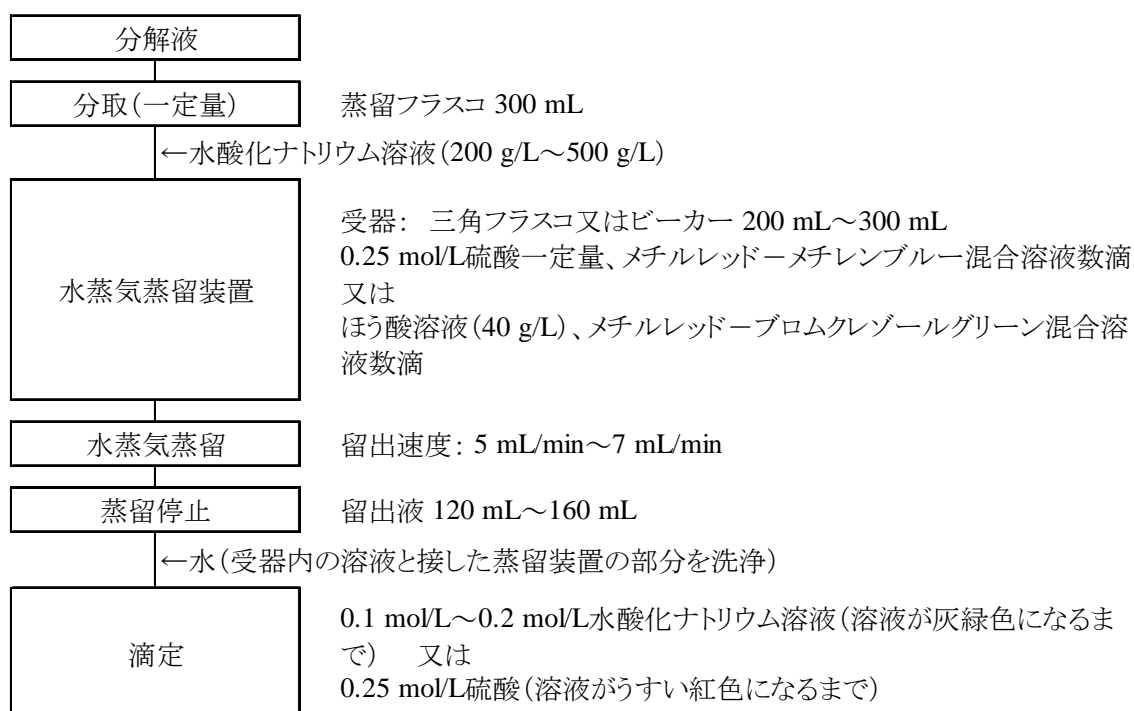 分解液
分取（一定量）
蒸留フラスコ 300 mL
←水酸化ナトリウム溶液（200 g/L～500 g/L）
水蒸気蒸留装置
受器： 三角フラスコ又はビーカー 200 mL～300 mL
0.25 mol/L硫酸一定量、メチルレッド－メチレンブルー混合溶液数滴
又は
ほう酸溶液（40 g/L）、メチルレッド－ブロムクレゾールグリーン混合溶
液数滴
水蒸気蒸留
留出速度： 5 mL/min～7 mL/min
蒸留停止
留出液 120 mL～160 mL
←水（受器内の溶液と接した蒸留装置の部分を洗浄）
滴定
0.1 mol/L～0.2 mol/L水酸化ナトリウム溶液（溶液が灰緑色になるま
で） 又は
0.25 mol/L硫酸（溶液がうすい紅色になるまで）